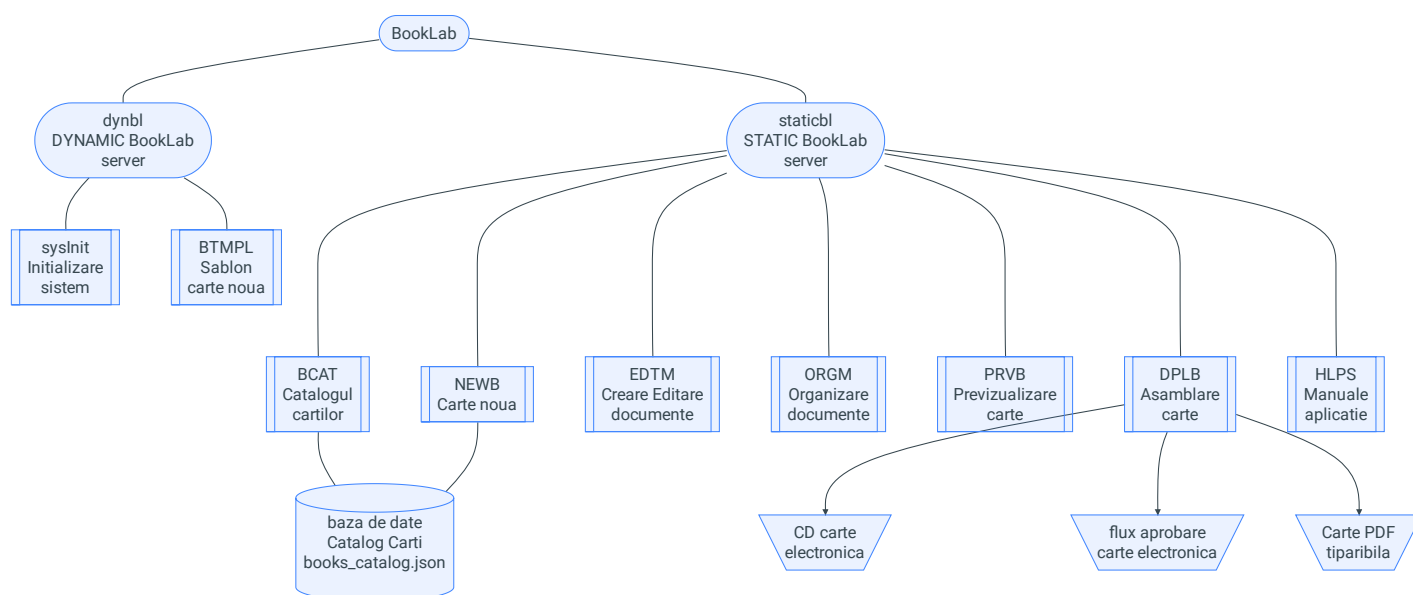 BookLab
dynbl
DYNAMIC BookLab
server
staticbl
STATIC BookLab
server
sysInit
Initializare
sistem
BTMPL
Sablon
carte noua
BCAT
Catalogul
cartilor
NEWB
Carte noua
EDTM
Creare Editare
documente
ORGM
Organizare
documente
PRVB
Previzualizare
carte
DPLB
Asamblare
carte
HLPS
Manuale
aplicatie
baza de date
Catalog Carti
books_catalog.json
CD carte
electronica
flux aprobare
carte electronica
Carte PDF
tiparibila